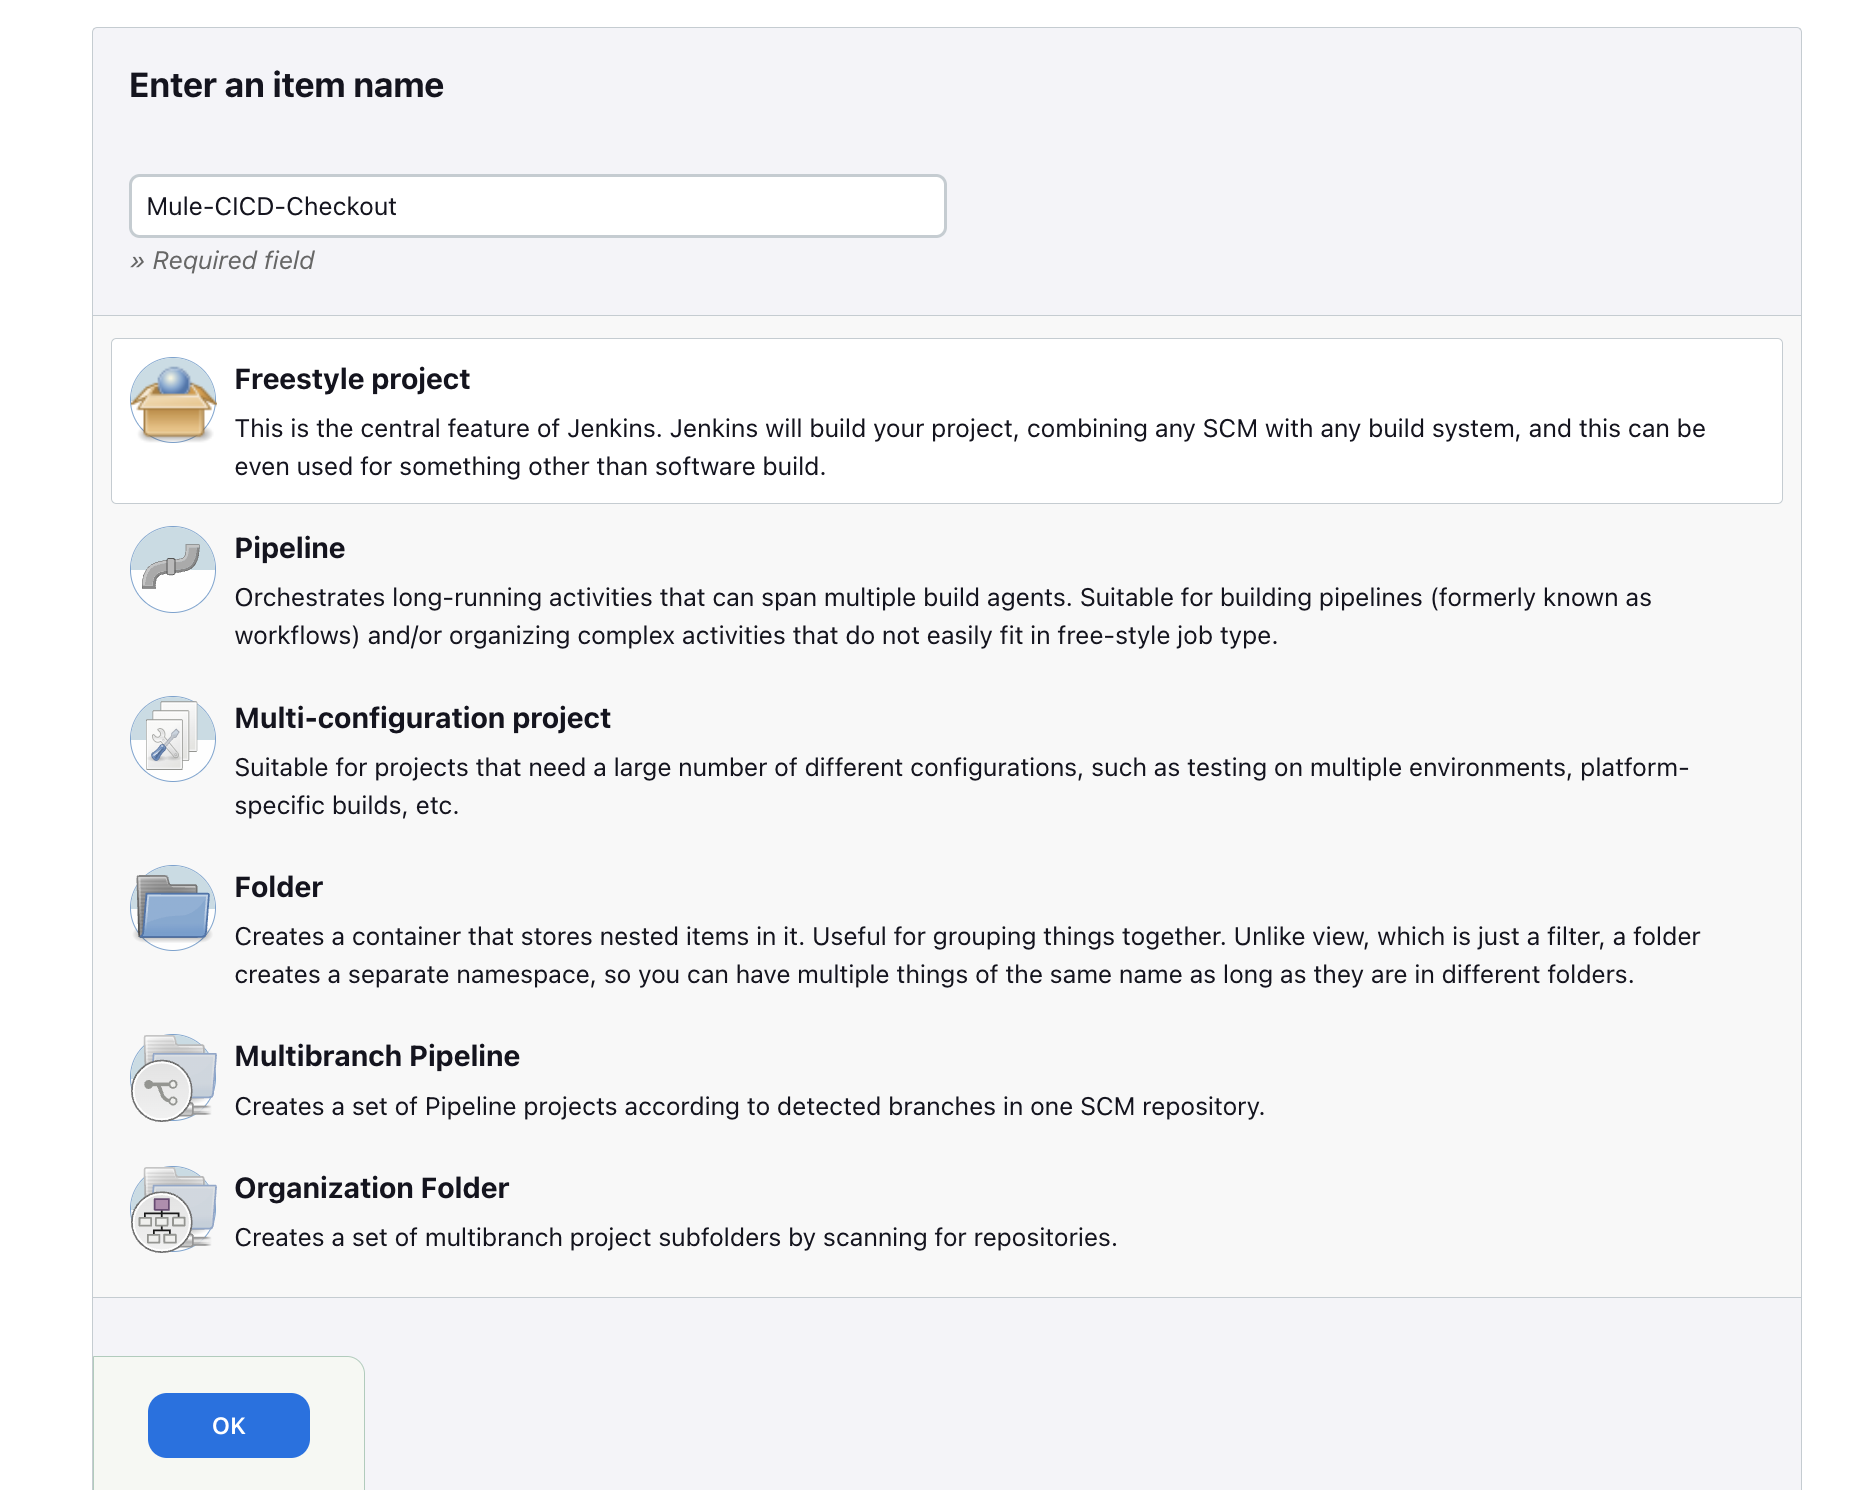 Enter an item name
Mule-CICD-Checkout
» Required field
Freestyle project
This is the central feature of Jenkins. Jenkins will build your project, combining any SCM with any build system, and this can be
even used for something other than software build.
Pipeline
Orchestrates long-running activities that can span multiple build agents. Suitable for building pipelines (formerly known as
workflows) and/or organizing complex activities that do not easily fit in free-style job type.
Multi-configuration project
Suitable for projects that need a large number of different configurations, such as testing on multiple environments, platform-
specific builds, etc.
Folder
Creates a container that stores nested items in it. Useful for grouping things together. Unlike view, which is just a filter, a folder
creates a separate namespace, so you can have multiple things of the same name as long as they are in different folders.
Multibranch Pipeline
Creates a set of Pipeline projects according to detected branches in one SCM repository.
Organization Folder
Creates a set of multibranch project subfolders by scanning for repositories.
OK